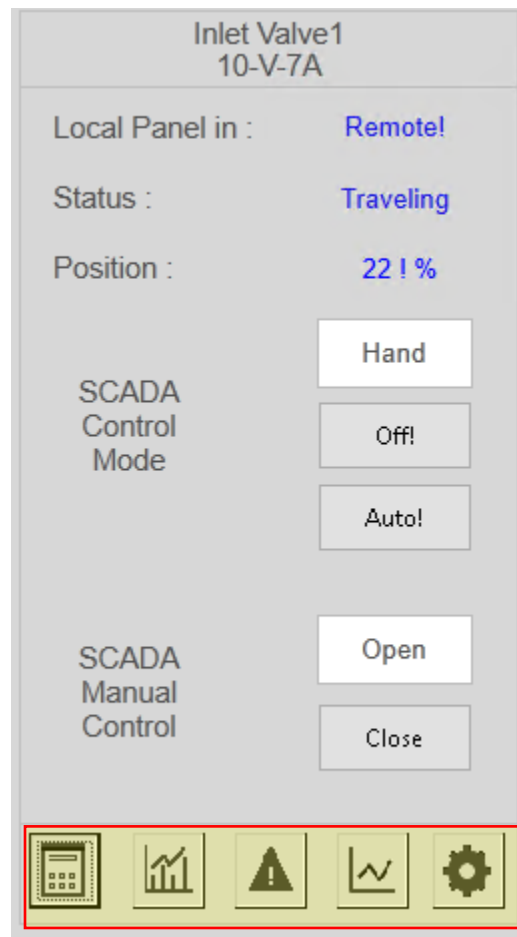 Inlet Valve1
10-V-7A
Local Panel in : Remote!
Status : Traveling
Position : 22 ! %
SCADA
Control
Mode
Hand
Off!
Auto!
SCADA
Manual
Control
Open
Close